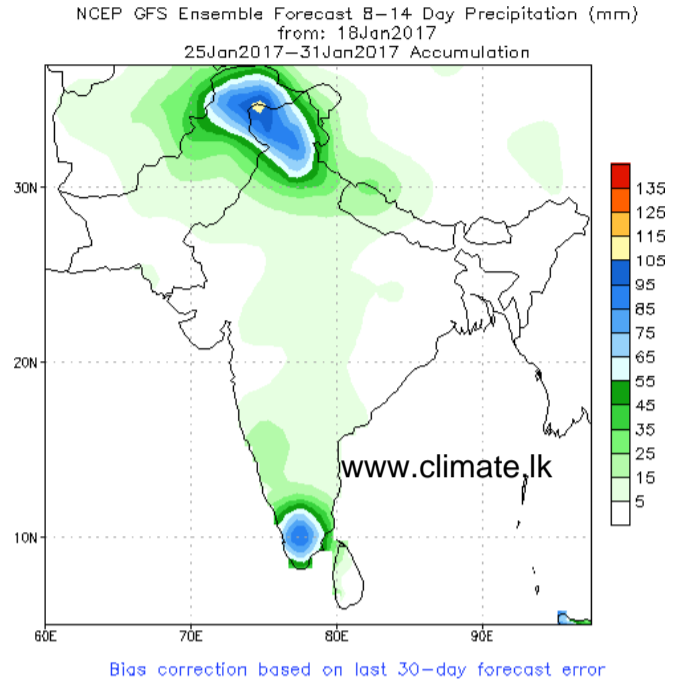 NCEP GFS Ensemble Forecast 8-14 Day Precipitation (mm)
from: 18Jan2017
25Jan2017-31Jan2017 Accumulation
30N
20N
10N
60E
70E
80E
90E
135
125
115
105
95
85
75
65
55
45
35
25
15
5
www.climate.lk
Bias correction based on last 30-day forecast error